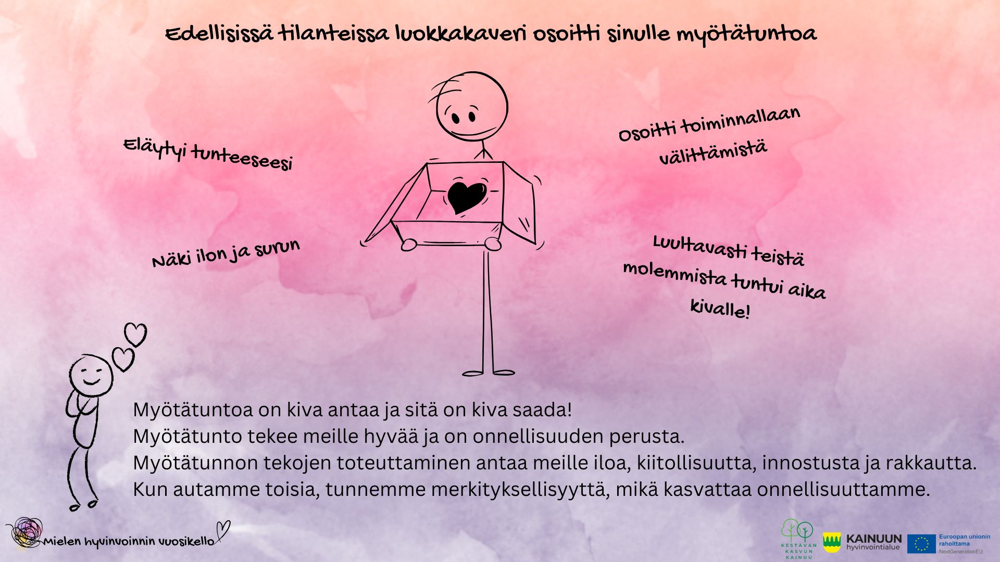 Edellisissä tilanteissa luokkakaveri osoitti sinulle myötätuntoa
Eläytyi tunteeseesi
Näki ilon ja surun
Osoitti toiminnallaan
välittämistä
Luultavasti teistä
molemmista tuntui aika
kivalle!
Myötätuntoa on kiva antaa ja sitä on kiva saada!
Myötätunto tekee meille hyvää ja on onnellisuuden perusta.
Myötätunnon tekojen toteuttaminen antaa meille iloa, kiitollisuutta, innostusta ja rakkautta.
Kun autamme toisia, tunnemme merkityksellisyyttä, mikä kasvattaa onnellisuuttamme.
Mielen hyvinvoinnin vuosikello
KESTÄVÄN
KASVUN
KAINUU
KAINUUN
hyvinvointialue
Euroopan unionin
rahoittama
NextGenerationEU